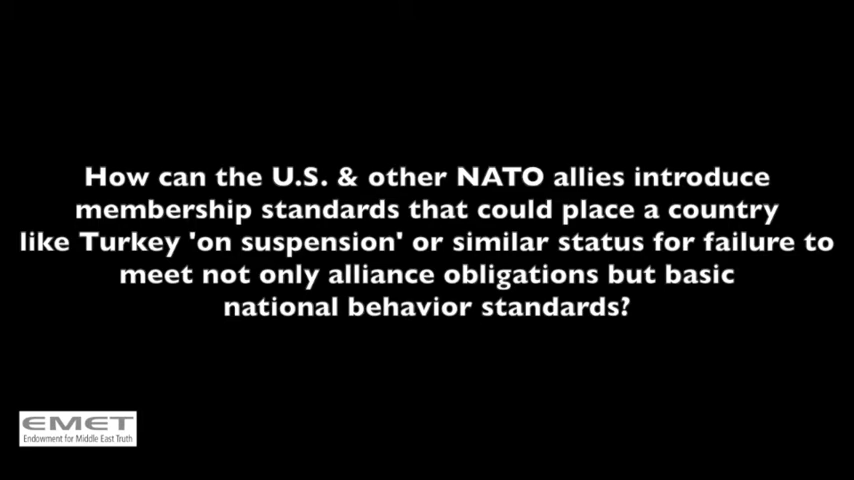 How can the U.S. & other NATO allies introduce
membership standards that could place a country
like Turkey 'on suspension' or similar status for failure to
meet not only alliance obligations but basic
national behavior standards?
EMET
Endowment for Middle East Truth